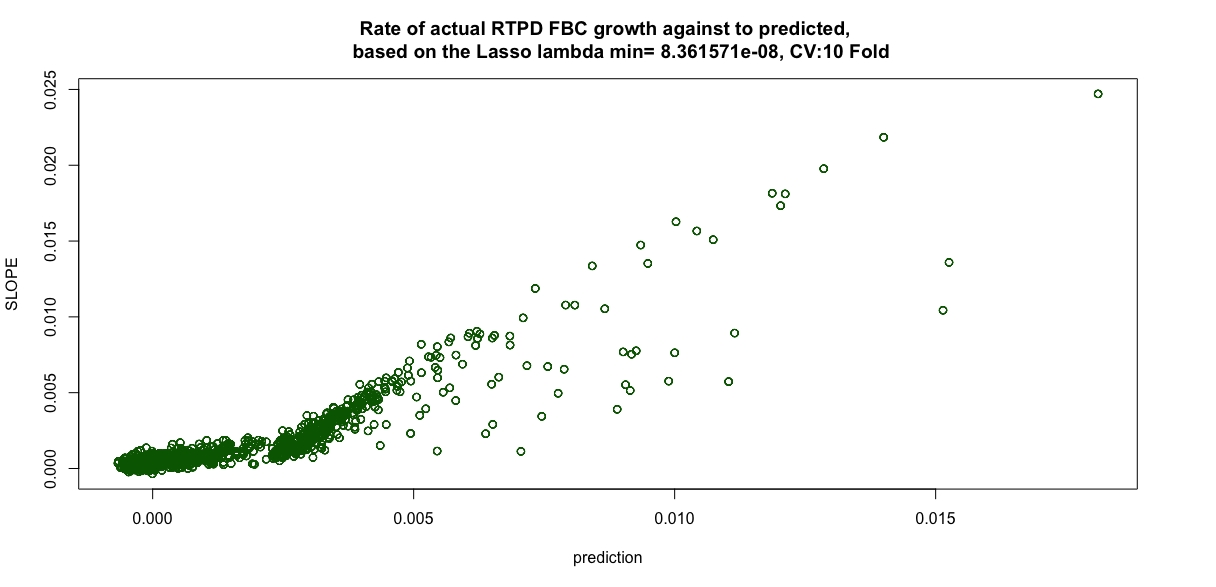 Rate of actual RTPD FBC growth against to predicted,
based on the Lasso lambda min= 8.361571e-08, CV:10 Fold
SLOPE
0.025
0.020
0.015
0.010
0.005
0.000
0.000 0.005 0.010 0.015
prediction